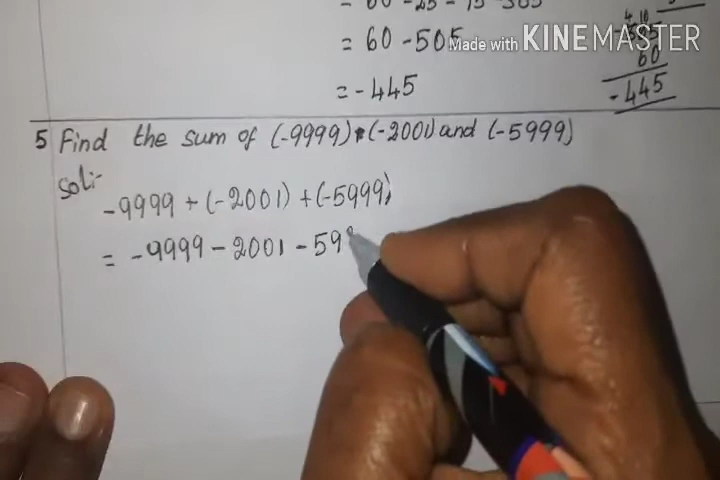 = 60 - 505
= - 445
60
- 445
Made with KINEMASTER
5 Find the sum of (-9999), (-2001) and (-5999)
Sol:-
-9999 + (-2001) + (-5999)
= -9999 - 2001 - 59